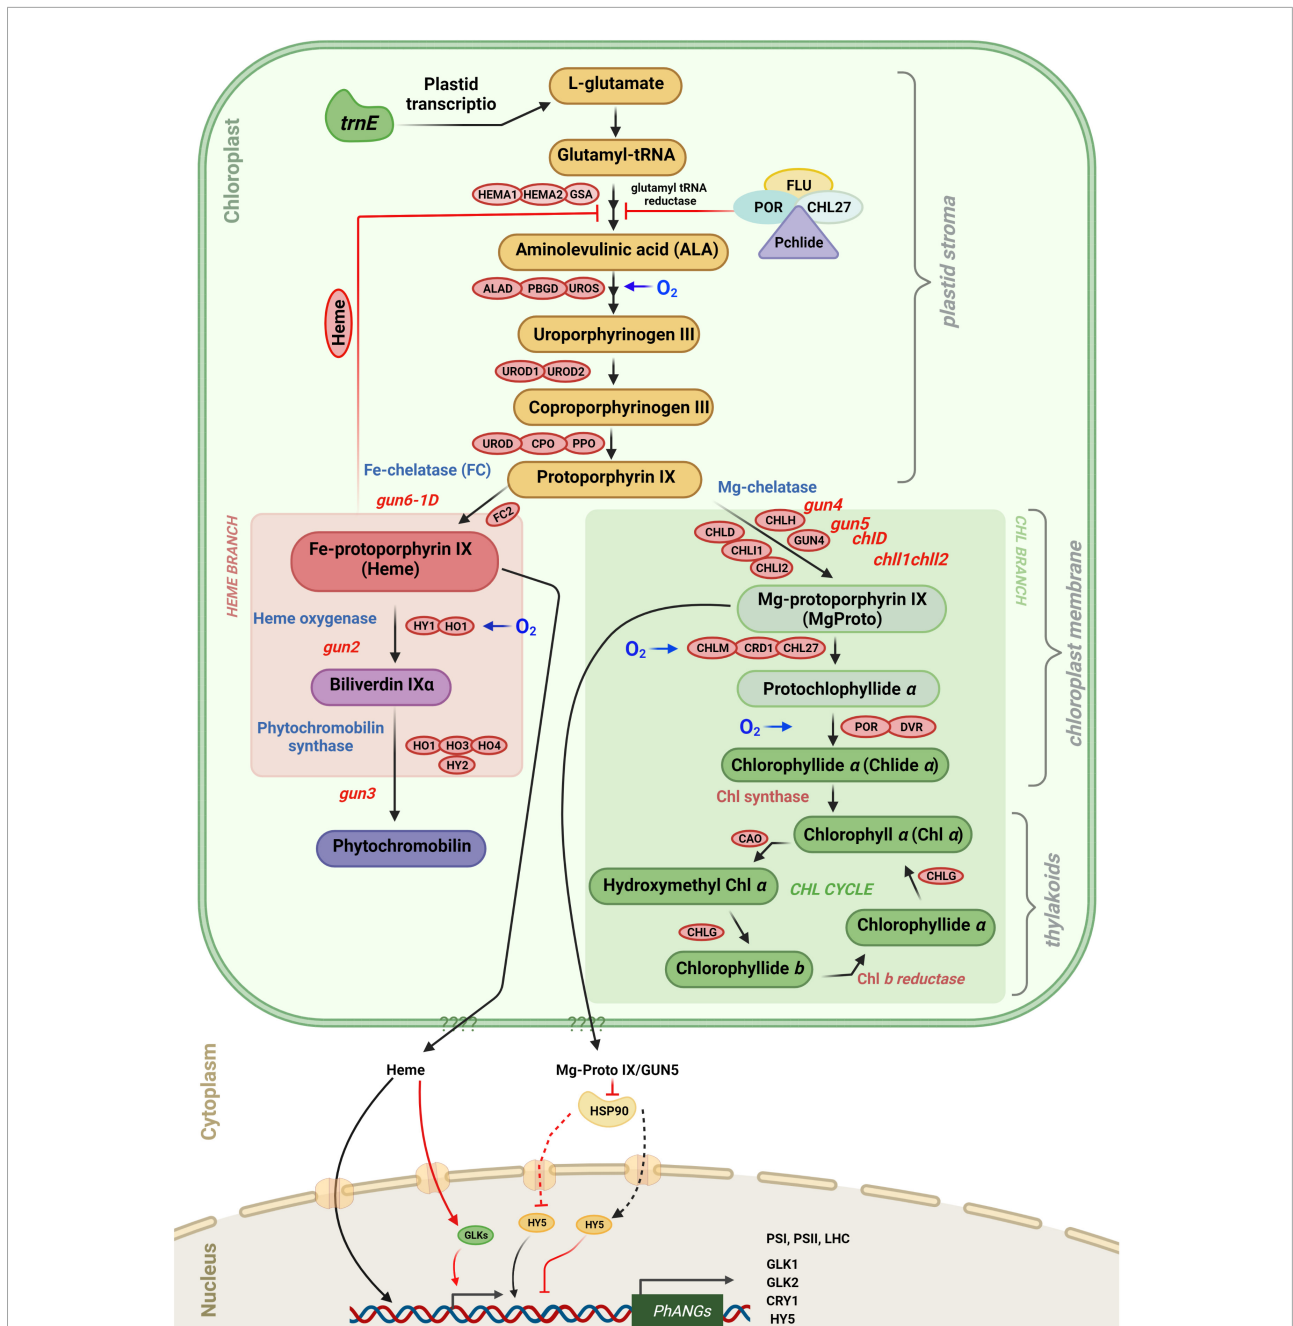 Chloroplast
trnE
Plastid
transcriptio
L-glutamate
Glutamyl-tRNA
HEMA1 HEMA2 GSA
glutamyl tRNA
reductase
FLU
POR
CHL27
Pchlide
Aminolevulinic acid (ALA)
ALAD PBGD UROS
O2
Uroporphyrinogen III
UROD1 UROD2
Coproporphyrinogen III
UROD CPO PPO
Protoporphyrin IX
plastid stroma
Heme
Fe-chelatase (FC)
gun6-1D
FC2
HEME BRANCH
Fe-protoporphyrin IX
(Heme)
Heme oxygenase
HY1 HO1
O2
gun2
Biliverdin IXα
Phytochromobilin
synthase
HO1 HO3 HO4
HY2
gun3
Phytochromobilin
Mg-chelatase
CHLH
gun4
gun5
CHLD
GUN4
chlD
CHLI1
CHLI2
chlI1chlI2
CHL BRANCH
Mg-protoporphyrin IX
(MgProto)
O2
CHLM CRD1 CHL27
Protochlophyllide α
O2
POR DVR
Chlorophyllide α (Chlide α)
chloroplast membrane
Chl synthase
Chlorophyll α (Chl α)
CAO
CHLG
Hydroxymethyl Chl α
CHL CYCLE
Chlorophyllide α
CHLG
Chlorophyllide b
Chl b reductase
thylakoids
????
????
Cytoplasm
Heme
Mg-Proto IX/GUN5
HSP90
Nucleus
GLKs
HY5
HY5
PhANGs
PSI, PSII, LHC
GLK1
GLK2
CRY1
HY5